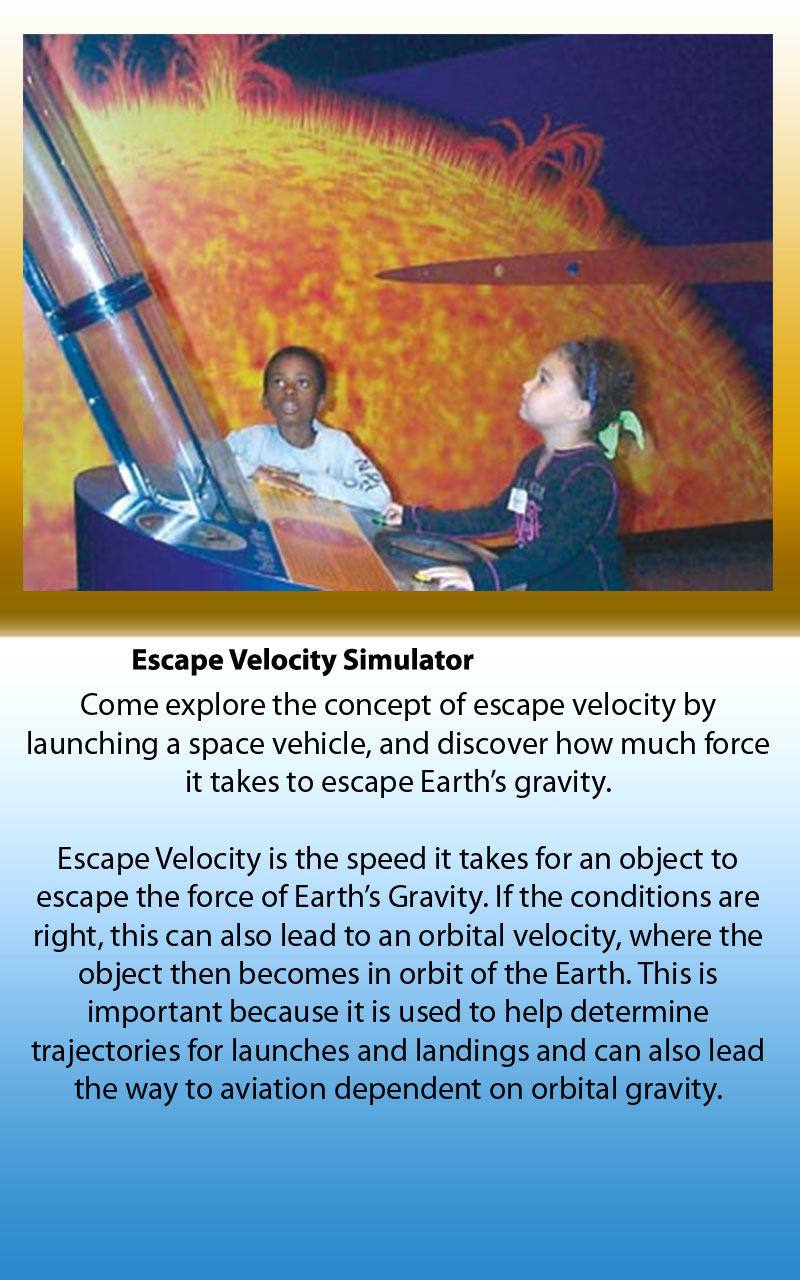 Escape Velocity Simulator
Come explore the concept of escape velocity by
launching a space vehicle, and discover how much force
it takes to escape Earth’s gravity.
Escape Velocity is the speed it takes for an object to
escape the force of Earth’s Gravity. If the conditions are
right, this can also lead to an orbital velocity, where the
object then becomes in orbit of the Earth. This is
important because it is used to help determine
trajectories for launches and landings and can also lead
the way to aviation dependent on orbital gravity.